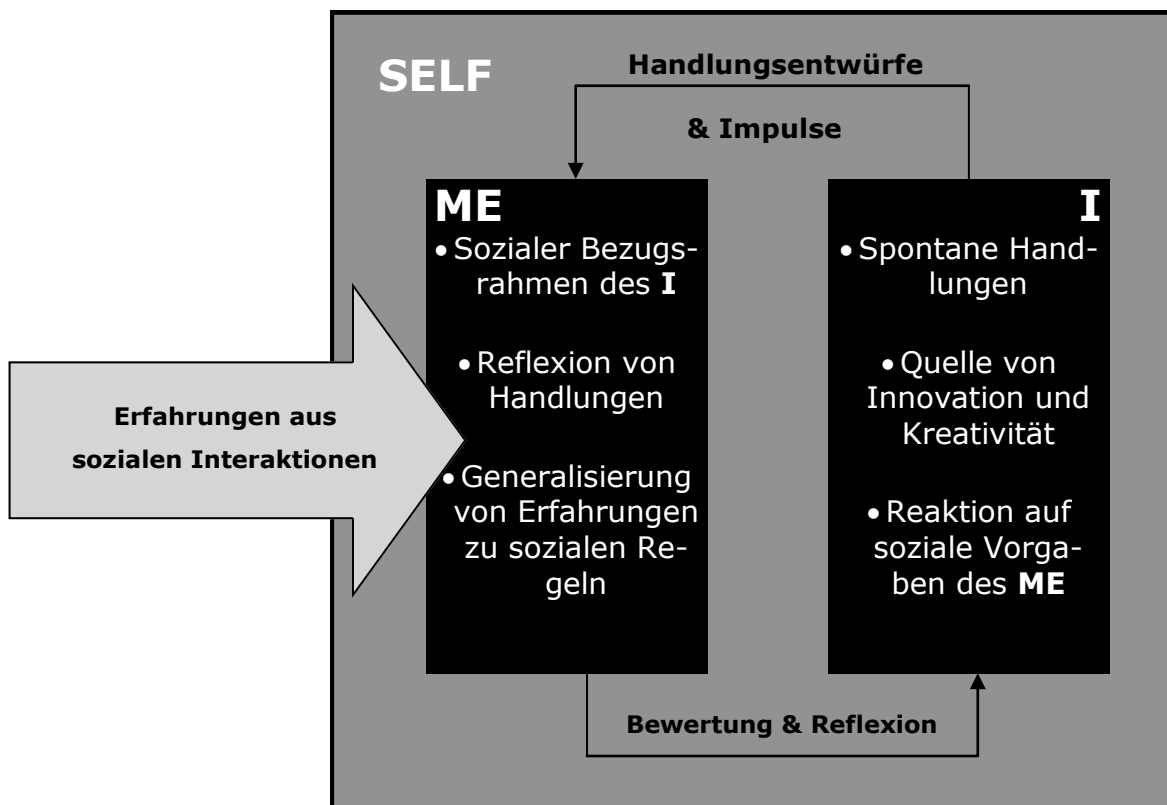 SELF
Handlungsentwürfe
& Impulse
ME
• Sozialer Bezugs-
rahmen des I
• Reflexion von
Handlungen
• Generalisierung
von Erfahrungen
zu sozialen Re-
geln
I
• Spontane Hand-
lungen
• Quelle von
Innovation und
Kreativität
• Reaktion auf
soziale Vorga-
ben des ME
Erfahrungen aus
sozialen Interaktionen
Bewertung & Reflexion